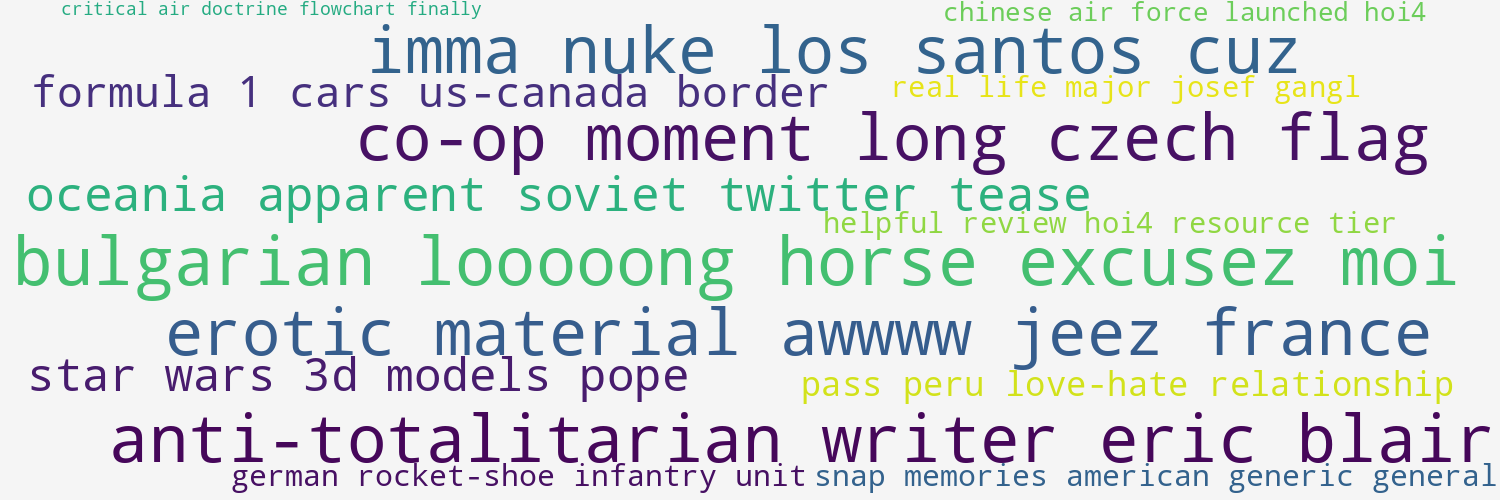 critical air doctrine flowchart finally
chinese air force launched hoi4
imma nuke los santos cuz
formula 1 cars us-canada border
real life major josef gangl
co-op moment long czech flag
oceania apparent soviet twitter tease
helpful review hoi4 resource tier
bulgarian looooong horse excusez moi
erotic material awwww jeez france
star wars 3d models pope
pass peru love-hate relationship
anti-totalitarian writer eric blair
german rocket-shoe infantry unit
snap memories american generic general